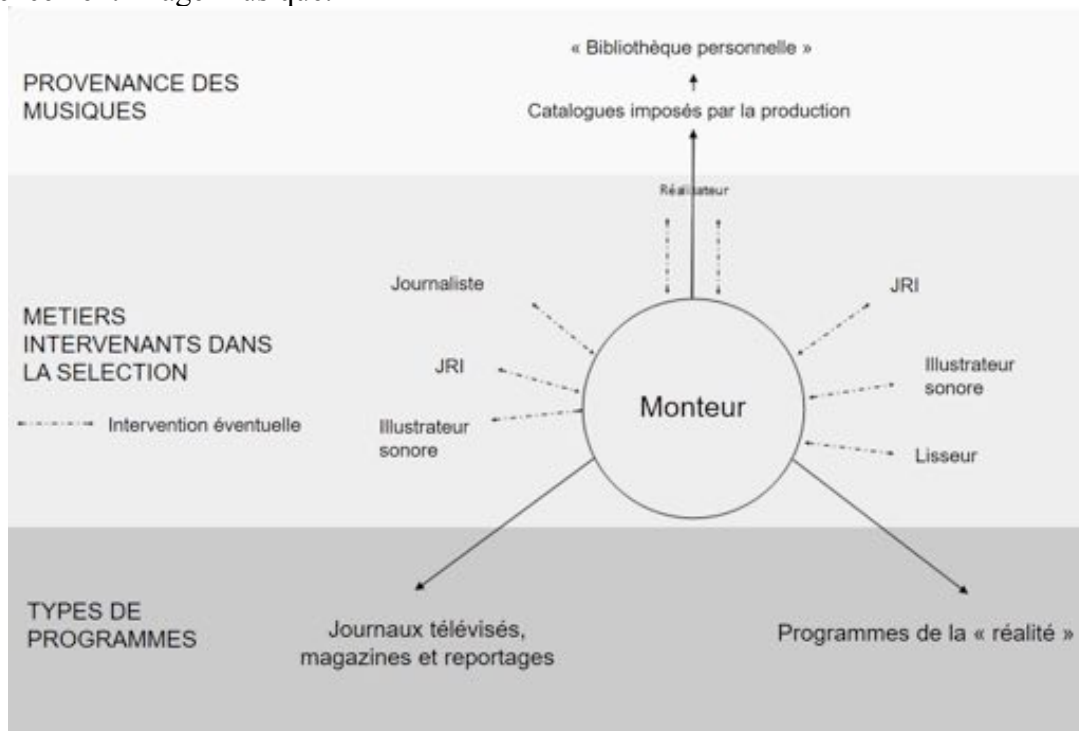 « Bibliothèque personnelle »
PROVENANCE DES
MUSIQUES
Catalogues imposés par la production
Réalisateur
Journaliste
JRI
METIERS
INTERVENANTS DANS
LA SELECTION
JRI
Illustrateur
sonore
Monteur
Intervention éventuelle
Illustrateur
sonore
Lisseur
TYPES DE
PROGRAMMES
Journaux télévisés,
magazines et reportages
Programmes de la « réalité »